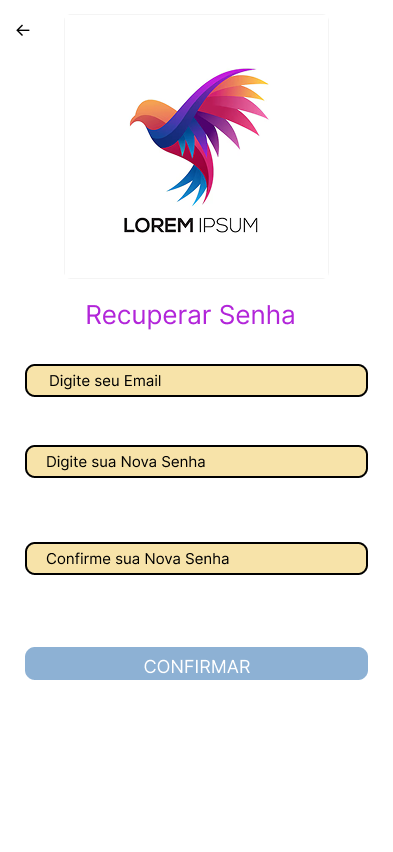 LOREM IPSUM
Recuperar Senha
Digite seu Email
Digite sua Nova Senha
Confirme sua Nova Senha
CONFIRMAR